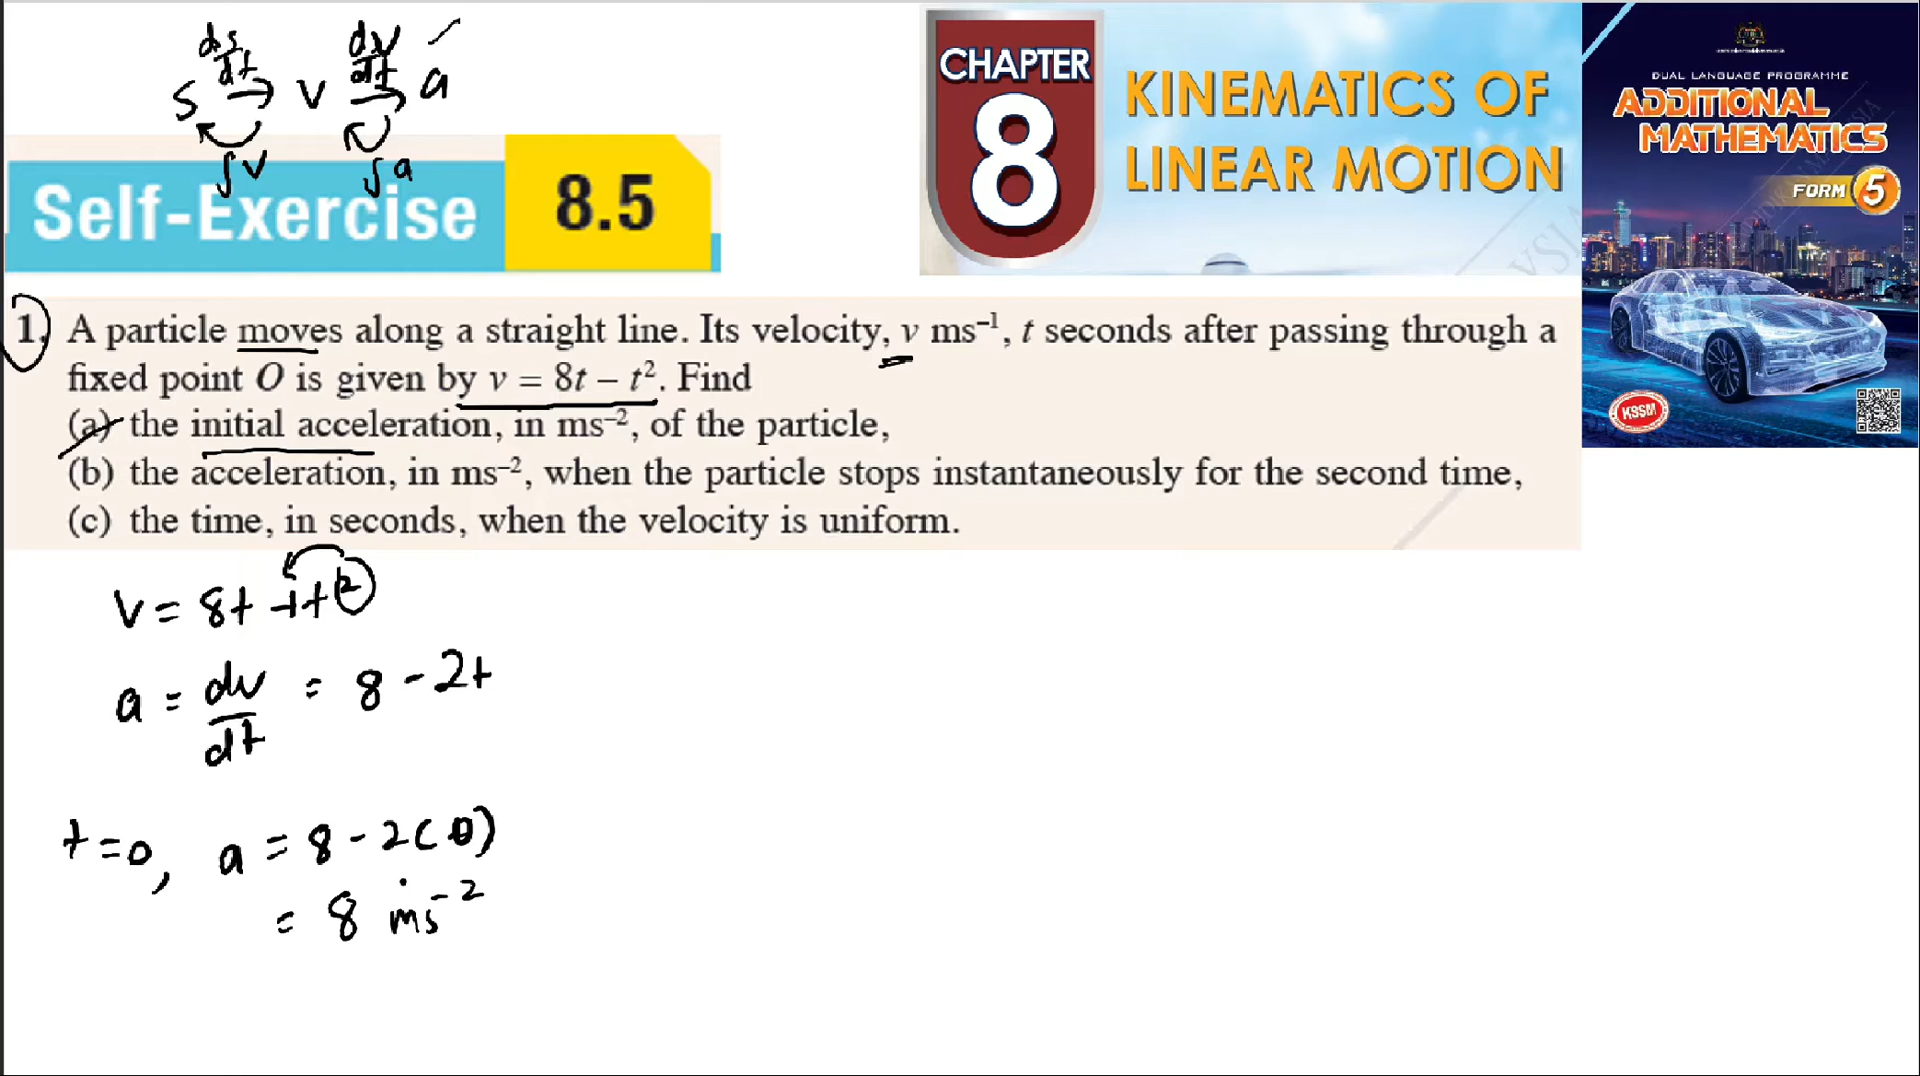 ds/dt dv/dt
s → v → a
∫v ∫a
Self-Exercise 8.5
CHAPTER 8
KINEMATICS OF
LINEAR MOTION
DUAL LANGUAGE PROGRAMME
ADDITIONAL
MATHEMATICS
FORM 5
KSSM
1. A particle moves along a straight line. Its velocity, v ms⁻¹, t seconds after passing through a
fixed point O is given by v = 8t – t². Find
(a) the initial acceleration, in ms⁻², of the particle,
(b) the acceleration, in ms⁻², when the particle stops instantaneously for the second time,
(c) the time, in seconds, when the velocity is uniform.
v = 8t - 1t²
a = dv/dt = 8 - 2t
t = 0, a = 8 - 2(0)
= 8 ms⁻²